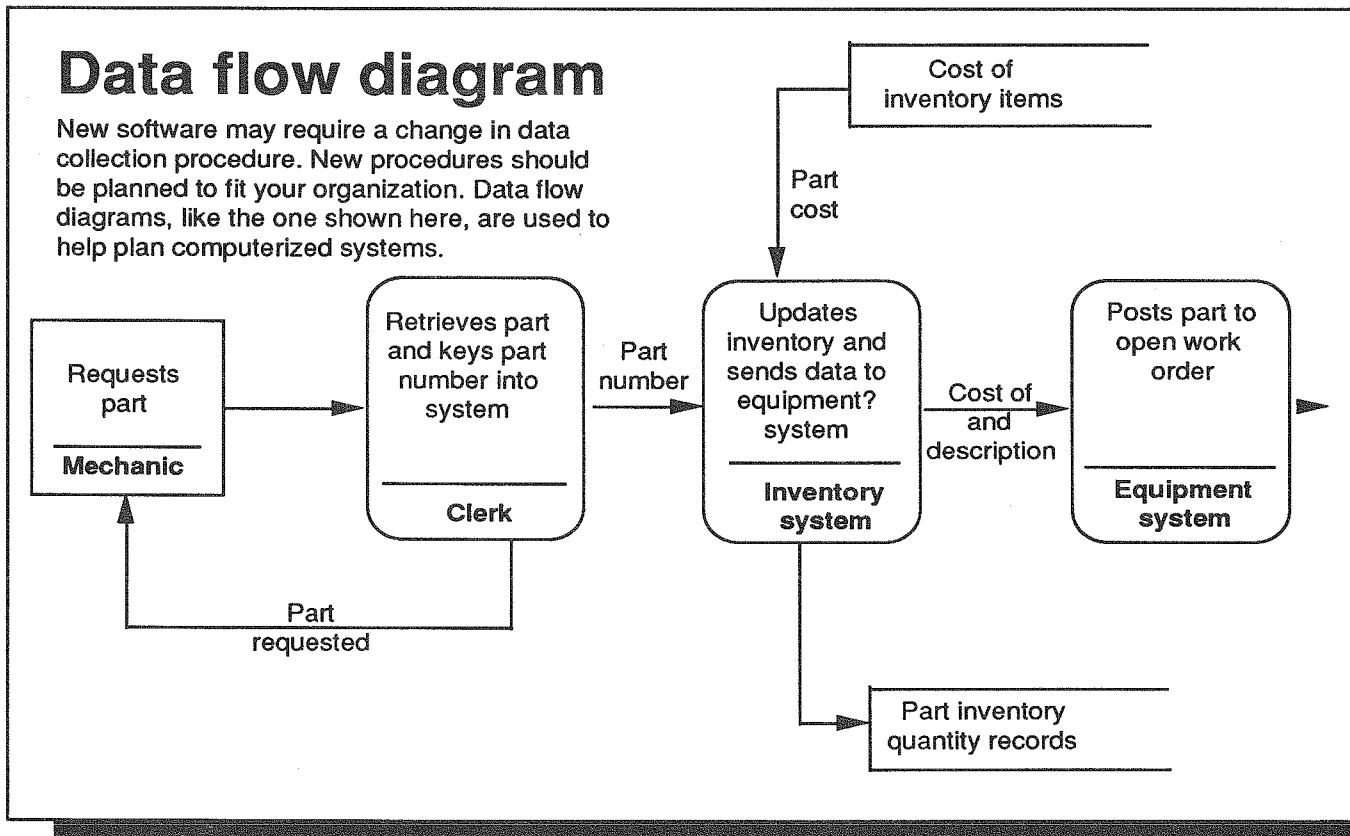 Data flow diagram
New software may require a change in data
collection procedure. New procedures should
be planned to fit your organization. Data flow
diagrams, like the one shown here, are used to
help plan computerized systems.
Cost of
inventory items
Part
cost
Requests
part
Mechanic
Retrieves part
and keys part
number into
system
Clerk
Part
number
Updates
inventory and
sends data to
equipment?
system
Inventory
system
Cost of
and
description
Posts part to
open work
order
Equipment
system
Part
requested
Part inventory
quantity records